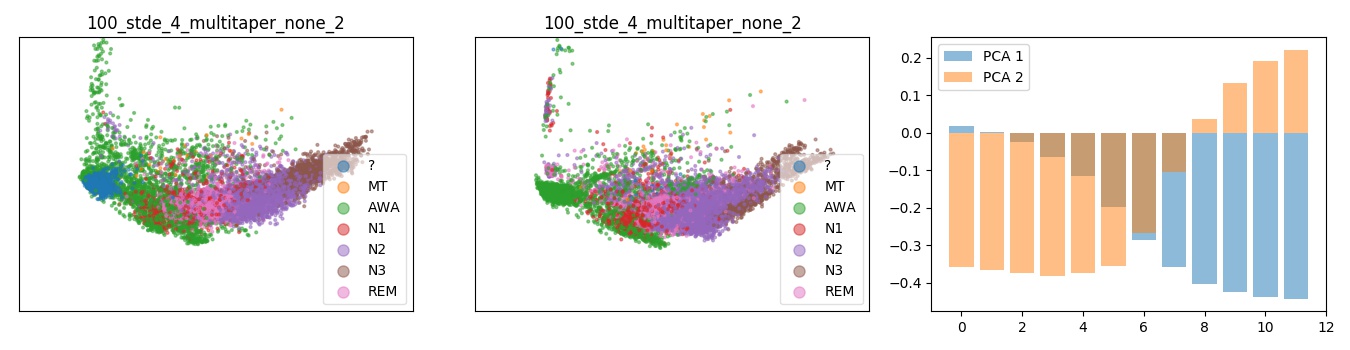 100_stde_4_multitaper_none_2
?
MT
AWA
N1
N2
N3
REM
100_stde_4_multitaper_none_2
?
MT
AWA
N1
N2
N3
REM
PCA 1
PCA 2
0.2
0.1
0.0
−0.1
−0.2
−0.3
−0.4
0 2 4 6 8 10 12